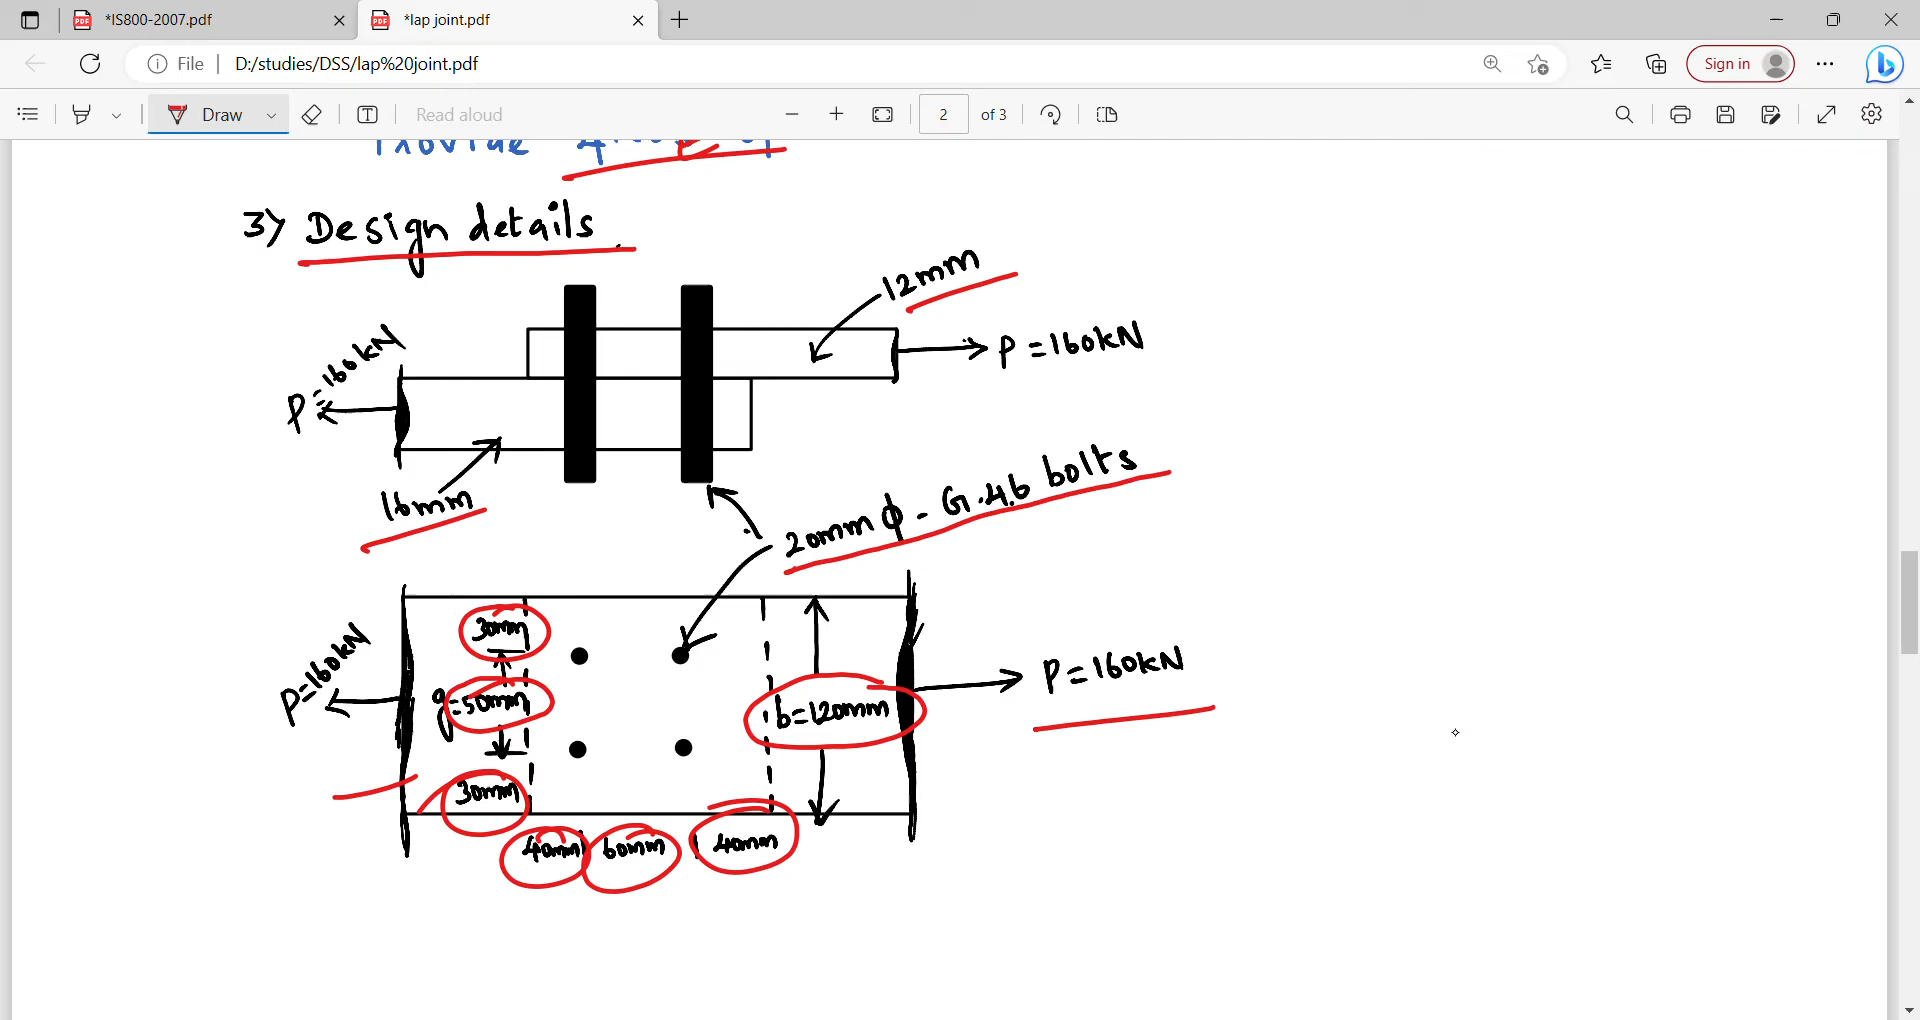 *IS800-2007.pdf
*lap joint.pdf
File
D:/studies/DSS/lap%20joint.pdf
Sign in
Draw
Read aloud
2
of 3
Provide 4
3) Design details
12mm
P=160kN
P=160kN
16mm
20mm ϕ - G.4.6 bolts
30mm
P=160kN
g=50mm
b=120mm
P=160kN
30mm
40mm 60mm 40mm